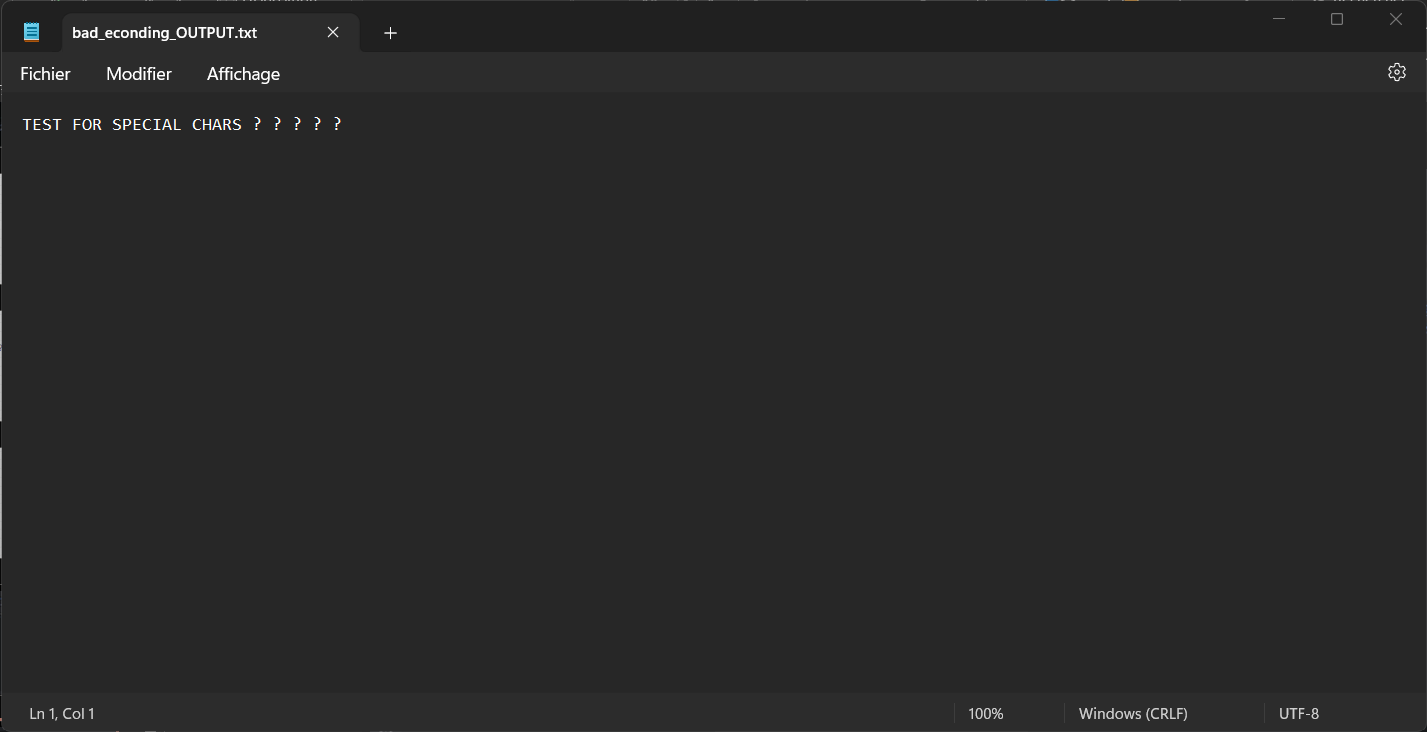 bad_econding_OUTPUT.txt
Fichier Modifier Affichage
TEST FOR SPECIAL CHARS ? ? ? ? ?
Ln 1, Col 1 100% Windows (CRLF) UTF-8